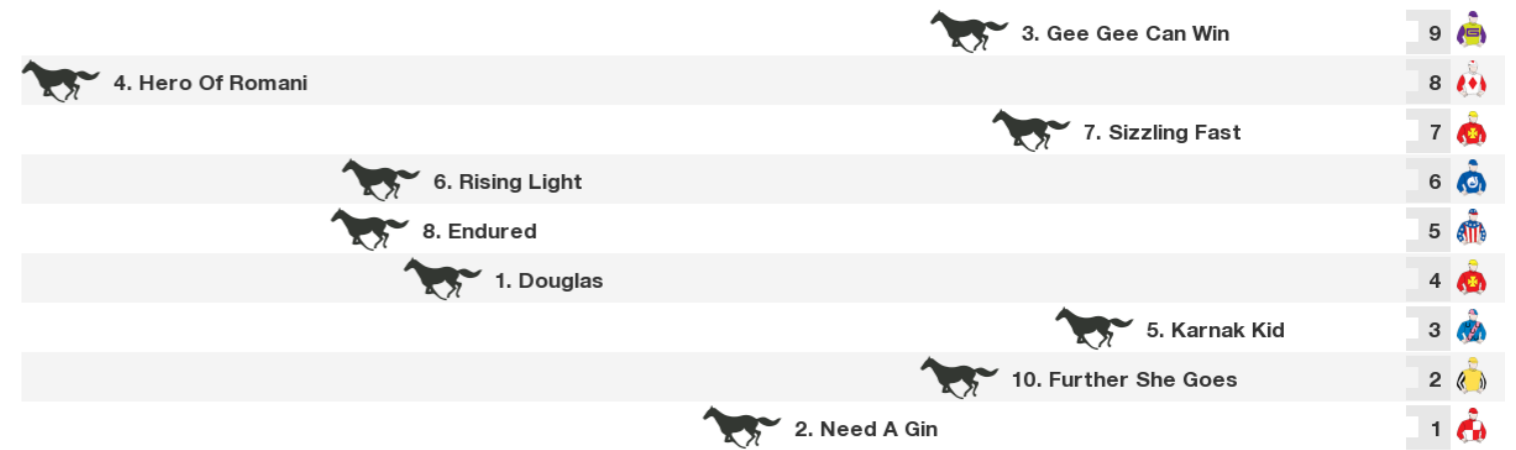 3. Gee Gee Can Win 9
4. Hero Of Romani 8
7. Sizzling Fast 7
6. Rising Light 6
8. Endured 5
1. Douglas 4
5. Karnak Kid 3
10. Further She Goes 2
2. Need A Gin 1